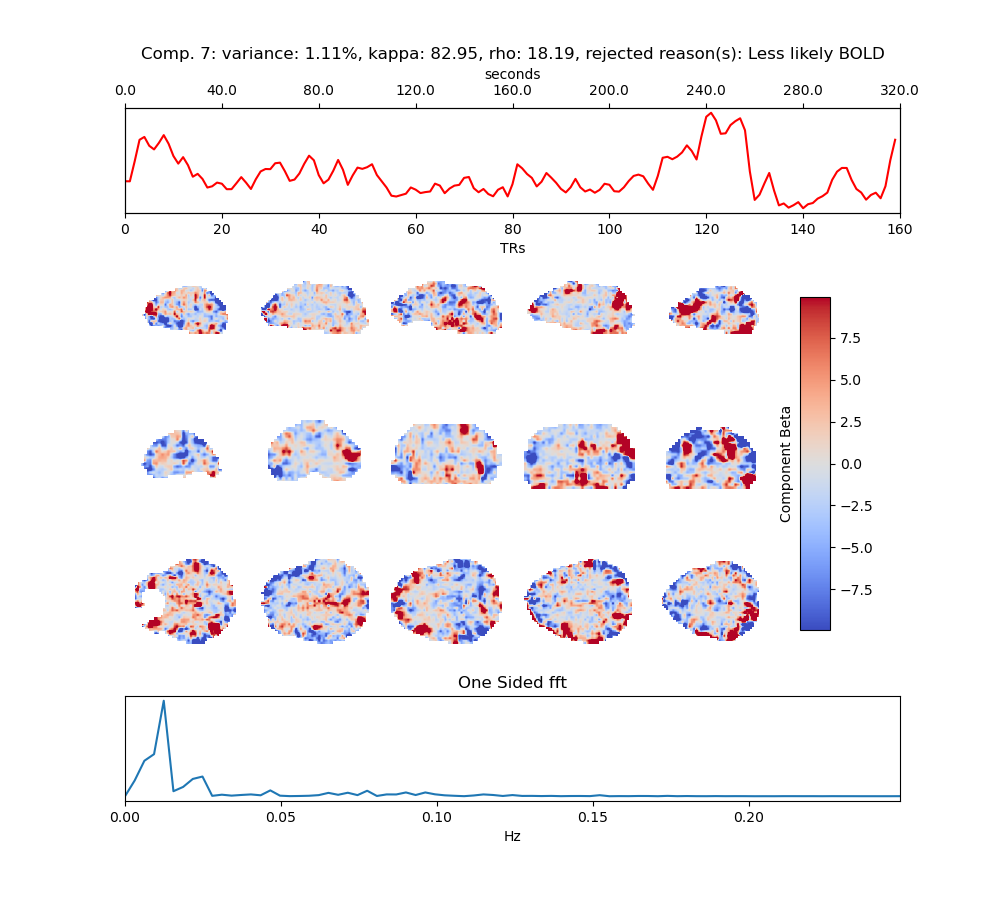 Comp. 7: variance: 1.11%, kappa: 82.95, rho: 18.19, rejected reason(s): Less likely BOLD
seconds
0.0 40.0 80.0 120.0 160.0 200.0 240.0 280.0 320.0
0 20 40 60 80 100 120 140 160
TRs
7.5
5.0
2.5
0.0
−2.5
−5.0
−7.5
Component Beta
One Sided fft
0.00 0.05 0.10 0.15 0.20
Hz